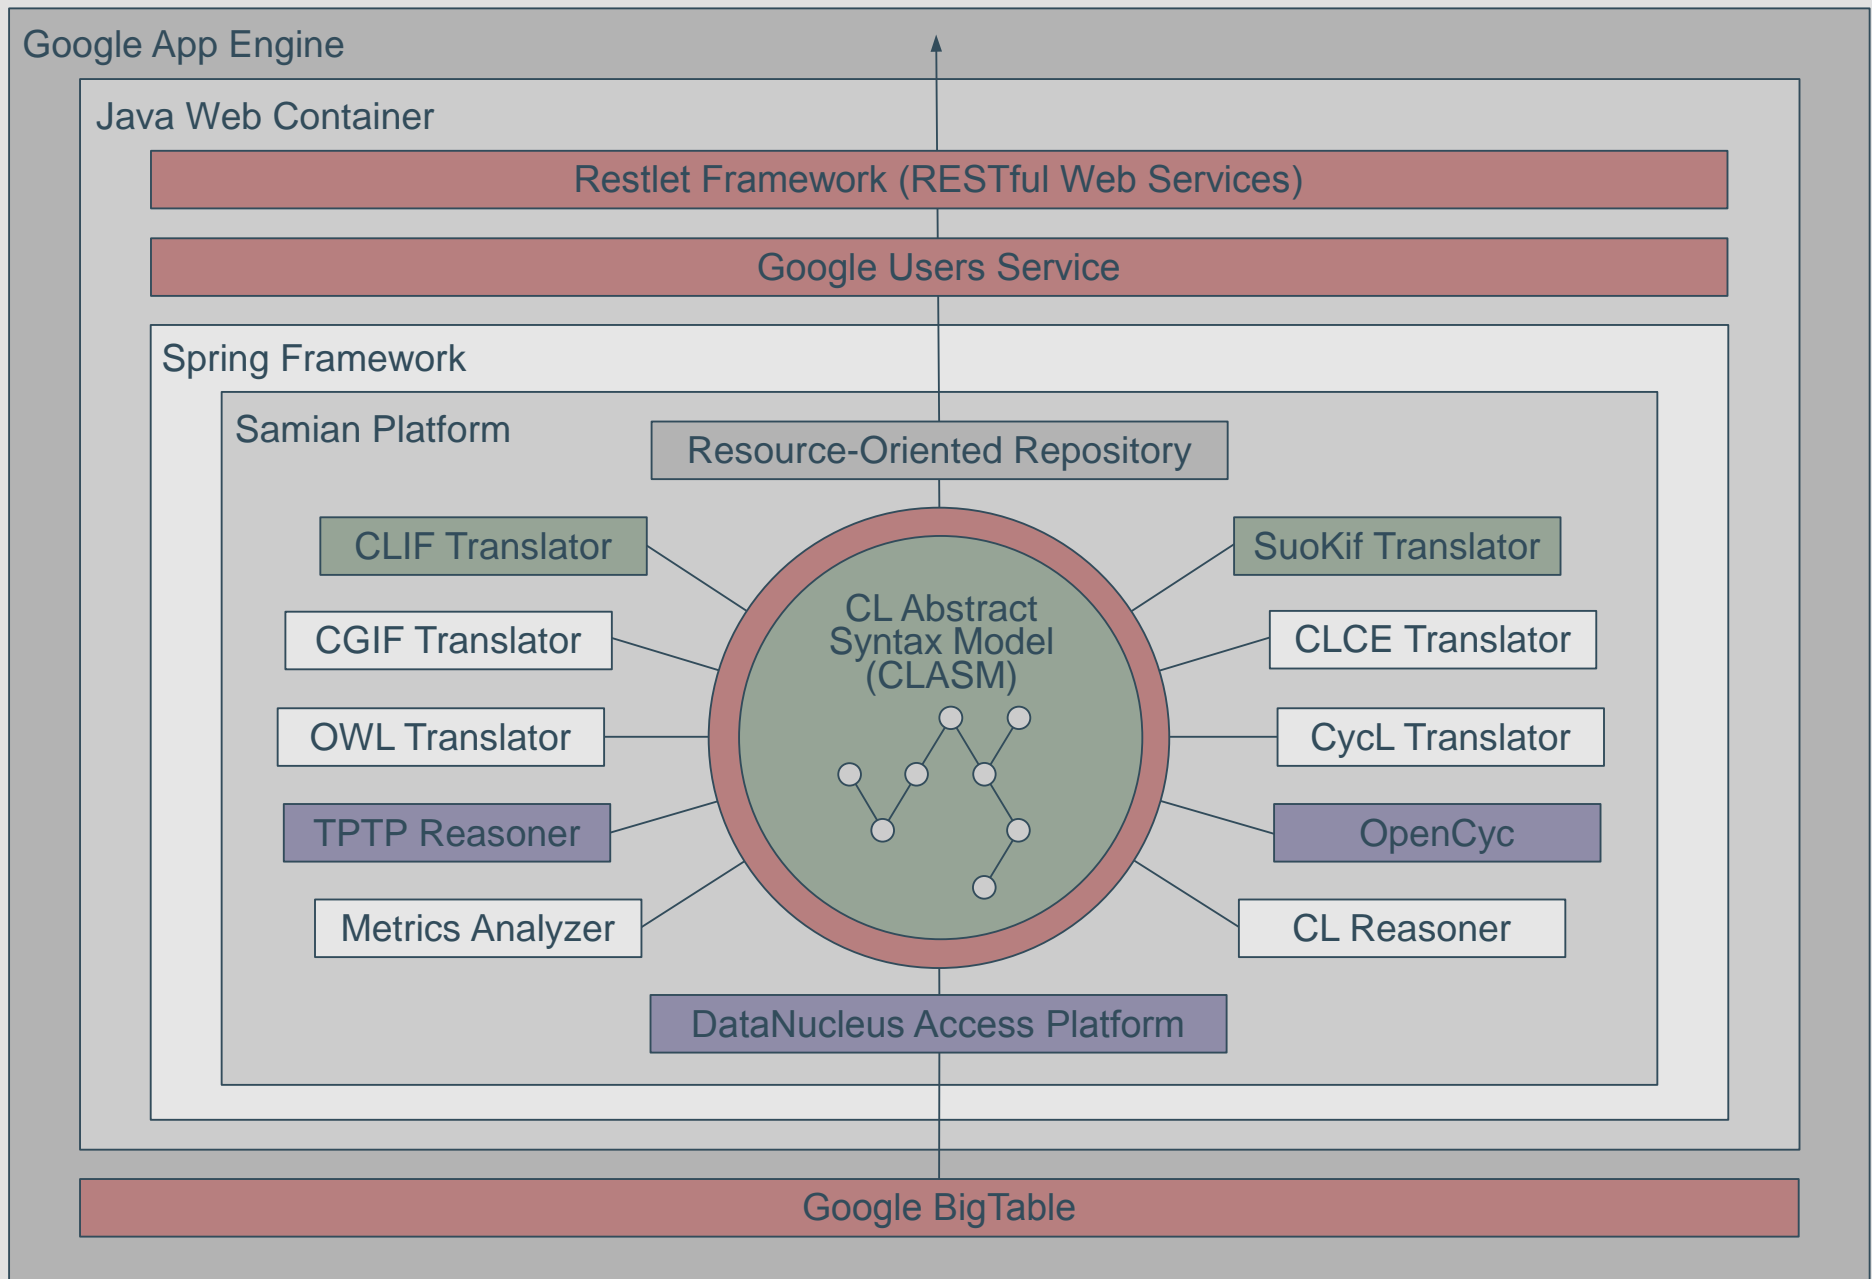 Google App Engine
Java Web Container
Restlet Framework (RESTful Web Services)
Google Users Service
Spring Framework
Samian Platform
Resource-Oriented Repository
CLIF Translator
SuoKif Translator
CL Abstract
Syntax Model
(CLASM)
CGIF Translator
CLCE Translator
OWL Translator
CycL Translator
TPTP Reasoner
OpenCyc
Metrics Analyzer
CL Reasoner
DataNucleus Access Platform
Google BigTable